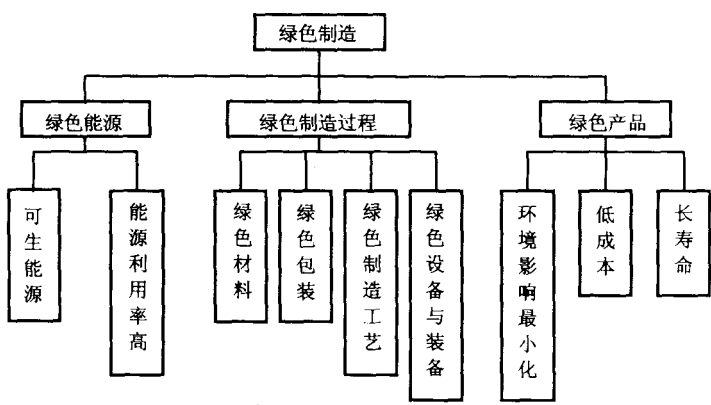 绿色制造
绿色能源
绿色制造过程
绿色产品
可生能源
能源利用率高
绿色材料
绿色包装
绿色制造工艺
绿色设备与装备
环境影响最小化
低成本
长寿命